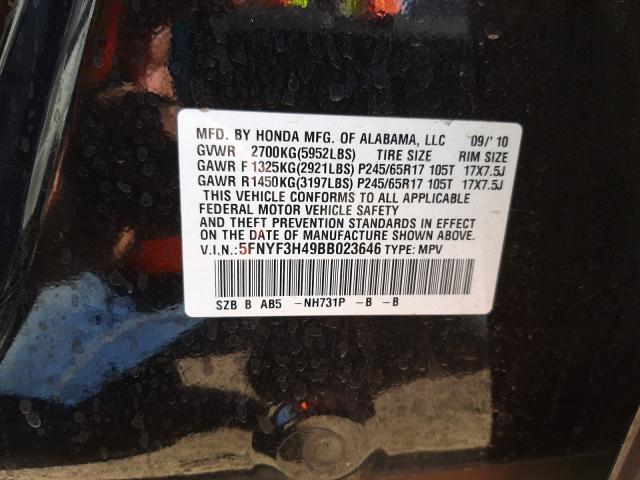 MFD. BY HONDA MFG. OF ALABAMA, LLC 09/'10
GVWR 2700KG(5952LBS) TIRE SIZE RIM SIZE
GAWR F 1325KG(2921LBS) P245/65R17 105T 17X7.5J
GAWR R1450KG(3197LBS) P245/65R17 105T 17X7.5J
THIS VEHICLE CONFORMS TO ALL APPLICABLE
FEDERAL MOTOR VEHICLE SAFETY
AND THEFT PREVENTION STANDARDS IN EFFECT ON
THE DATE OF MANUFACTURE SHOWN ABOVE.
V.I.N.: 5FNYF3H49BB023646 TYPE: MPV
SZB B AB5 -NH731P -B -B